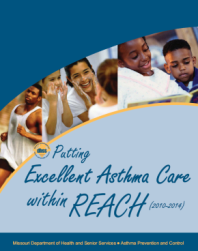 Putting
Excellent Asthma Care
within REACH (2010-2014)
Missouri Department of Health and Senior Services • Asthma Prevention and Control